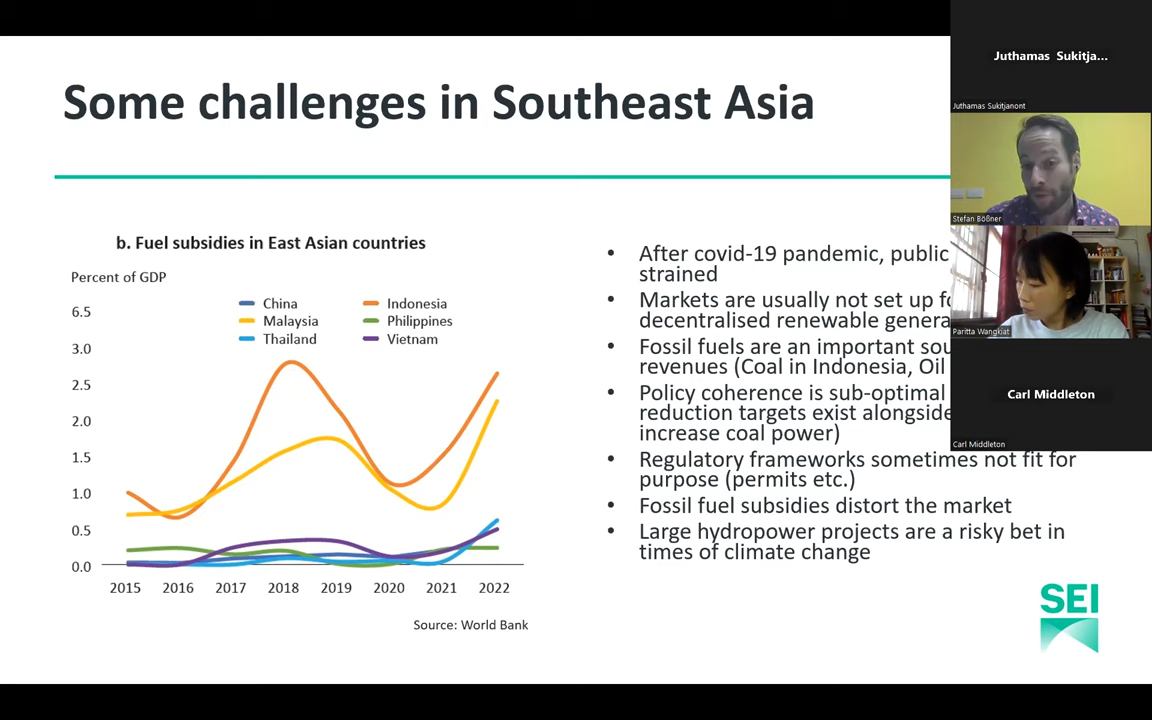 Some challenges in Southeast Asia
b. Fuel subsidies in East Asian countries
Percent of GDP
China
Indonesia
Malaysia
Philippines
Thailand
Vietnam
6.5
3.0
2.5
2.0
1.5
1.0
0.5
0.0
2015 2016 2017 2018 2019 2020 2021 2022
Source: World Bank
• After covid-19 pandemic, public
strained
• Markets are usually not set up
decentralised renewable
• Fossil fuels are an important
revenues (Coal in Indonesia, Oil
• Policy coherence is sub-optimal
reduction targets exist alongside
increase coal power)
• Regulatory frameworks sometimes not fit for
purpose (permits etc.)
• Fossil fuel subsidies distort the market
• Large hydropower projects are a risky bet in
times of climate change
SEI
Juthamas Sukitja...
Juthamas Sukitjanont
Stefan Bößner
Paritta Wangkiat
Carl Middleton
Carl Middleton